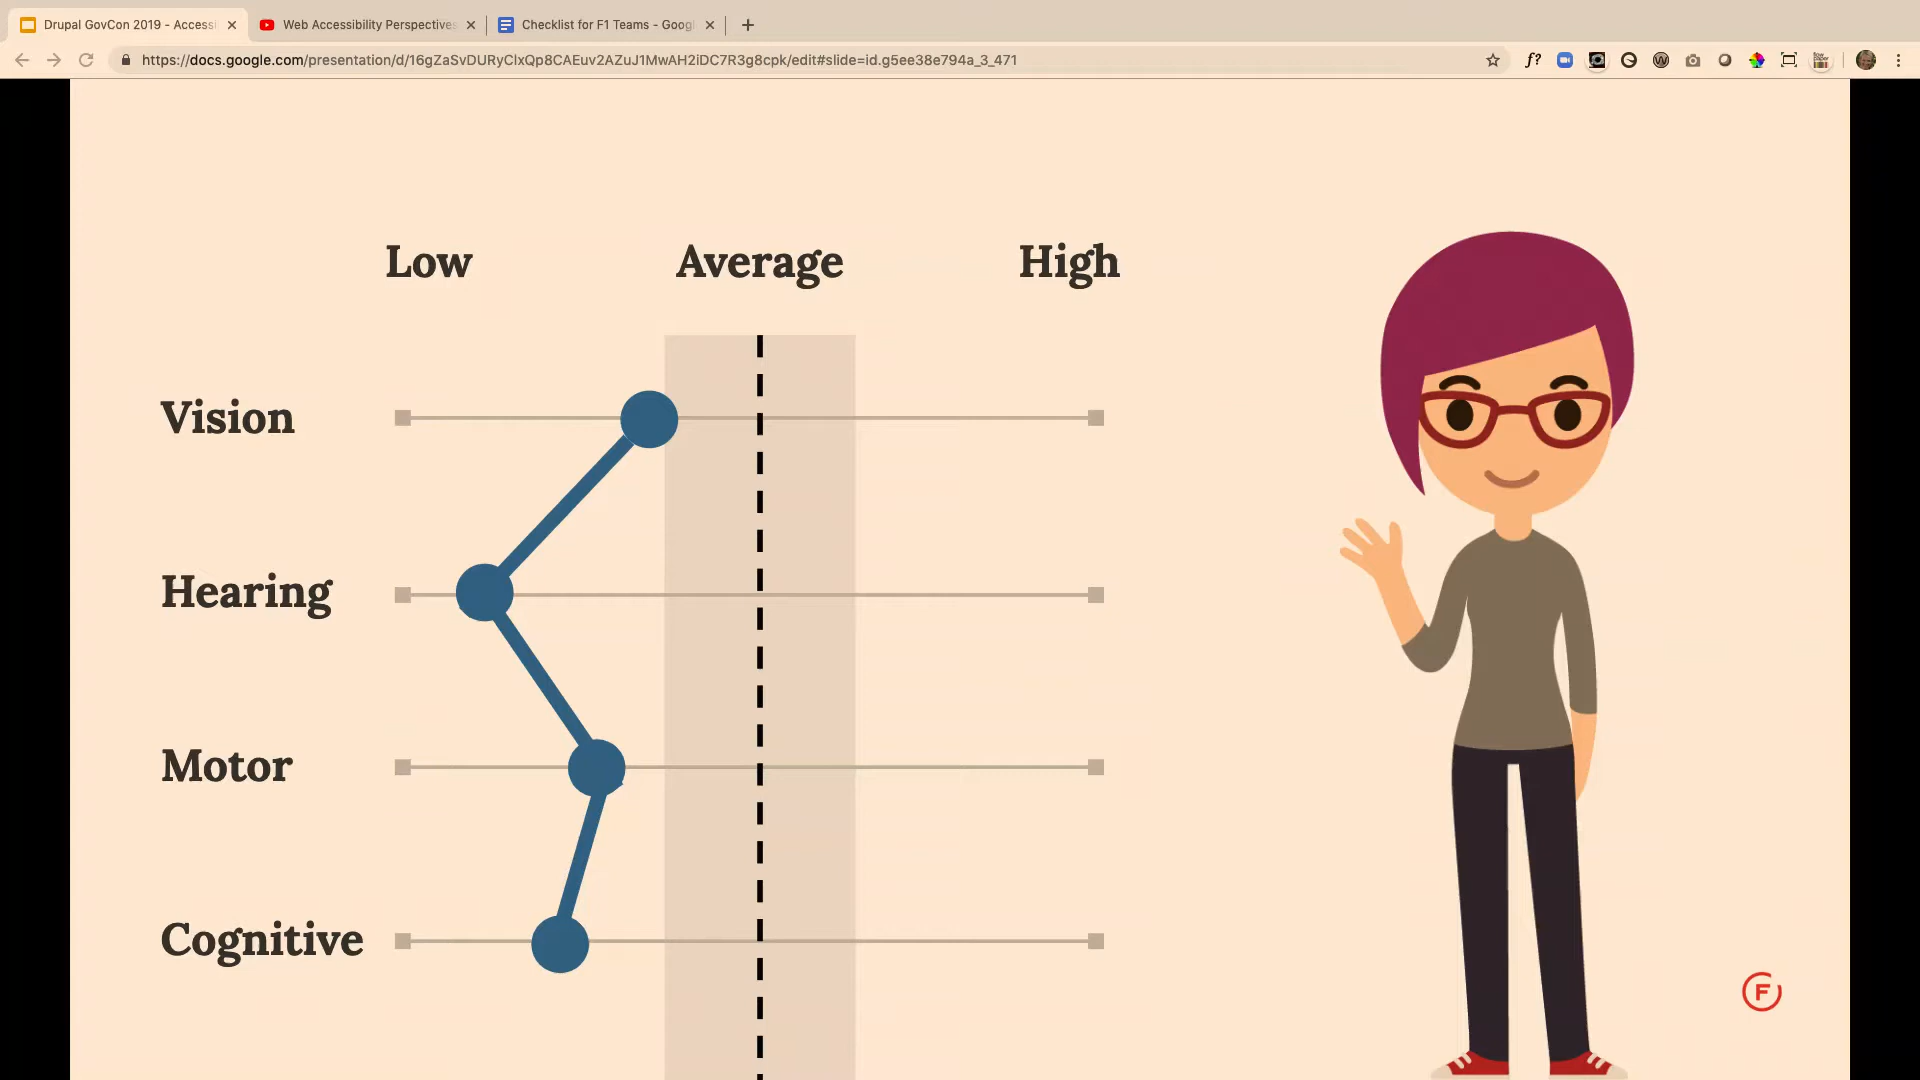 Drupal GovCon 2019 - Accessi
Web Accessibility Perspectives
Checklist for F1 Teams - Googl
https://docs.google.com/presentation/d/16gZaSvDURyClxQp8CAEuv2AZuJ1MwAH2iDC7R3g8cpk/edit#slide=id.g5ee38e794a_3_471
f?
Low Average High
Vision
Hearing
Motor
Cognitive
F